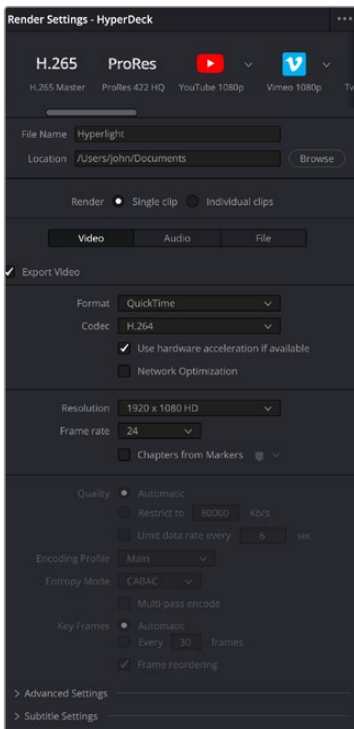 Render Settings - HyperDeck
H.265 ProRes
H.265 Master ProRes 422 HQ YouTube 1080p Vimeo 1080p
File Name Hyperlight
Location /Users/john/Documents Browse
Render Single clip Individual clips
Video Audio File
Export Video
Format QuickTime
Codec H.264
Use hardware acceleration if available
Network Optimization
Resolution 1920 x 1080 HD
Frame rate 24
Chapters from Markers
Quality Automatic
Restrict to 80000 Kb/s
Limit data rate every 6 sec
Encoding Profile Main
Entropy Mode CABAC
Multi-pass encode
Key Frames Automatic
Every 30 frames
Frame reordering
Advanced Settings
Subtitle Settings